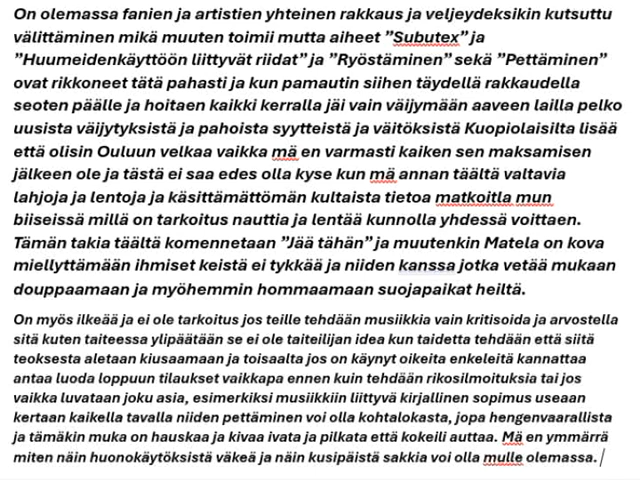 On olemassa fanien ja artistien yhteinen rakkaus ja veljeydeksikin kutsuttu
välittäminen mikä muuten toimii mutta aiheet ”Subutex” ja
”Huumeidenkäyttöön liittyvät riidat” ja ”Ryöstäminen” sekä ”Pettäminen”
ovat rikkoneet tätä pahasti ja kun pamautin siihen täydellä rakkaudella
seoten päälle ja hoitaen kaikki kerralla jäi vain väijymään aaveen lailla pelko
uusista väijytyksistä ja pahoista syytteistä ja väitöksistä Kuopiolaisilta lisää
että olisin Ouluun velkaa vaikka mä en varmasti kaiken sen maksamisen
jälkeen ole ja tästä ei saa edes olla kyse kun mä annan täältä valtavia
lahjoja ja lentoja ja käsittämättömän kultaista tietoa matkoitla mun
biiseissä millä on tarkoitus nauttia ja lentää kunnolla yhdessä voittaen.
Tämän takia täältä komennetaan ”Jää tähän” ja muutenkin Matela on kova
miellyttämään ihmiset keistä ei tykkää ja niiden kanssa jotka vetää mukaan
douppaamaan ja myöhemmin hommaamaan suojapaikat heiltä.
On myös ilkeää ja ei ole tarkoitus jos teille tehdään musiikkia vain kritisoida ja arvostella
sitä kuten taiteessa ylipäätään se ei ole taiteilijan idea kun taidetta tehdään että siitä
teoksesta aletaan kiusaamaan ja toisaalta jos on käynyt oikeita enkeleitä kannattaa
antaa luoda loppuun tilaukset vaikkapa ennen kuin tehdään rikosilmoituksia tai jos
vaikka luvataan joku asia, esimerkiksi musiikkiin liittyvä kirjallinen sopimus useaan
kertaan kaikella tavalla niiden pettäminen voi olla kohtalokasta, jopa hengenvaarallista
ja tämäkin muka on hauskaa ja kivaa ivata ja pilkata että kokeili auttaa. Mä en ymmärrä
miten näin huonokäytöksistä väkeä ja näin kusipäistä sakkia voi olla mulle olemassa.